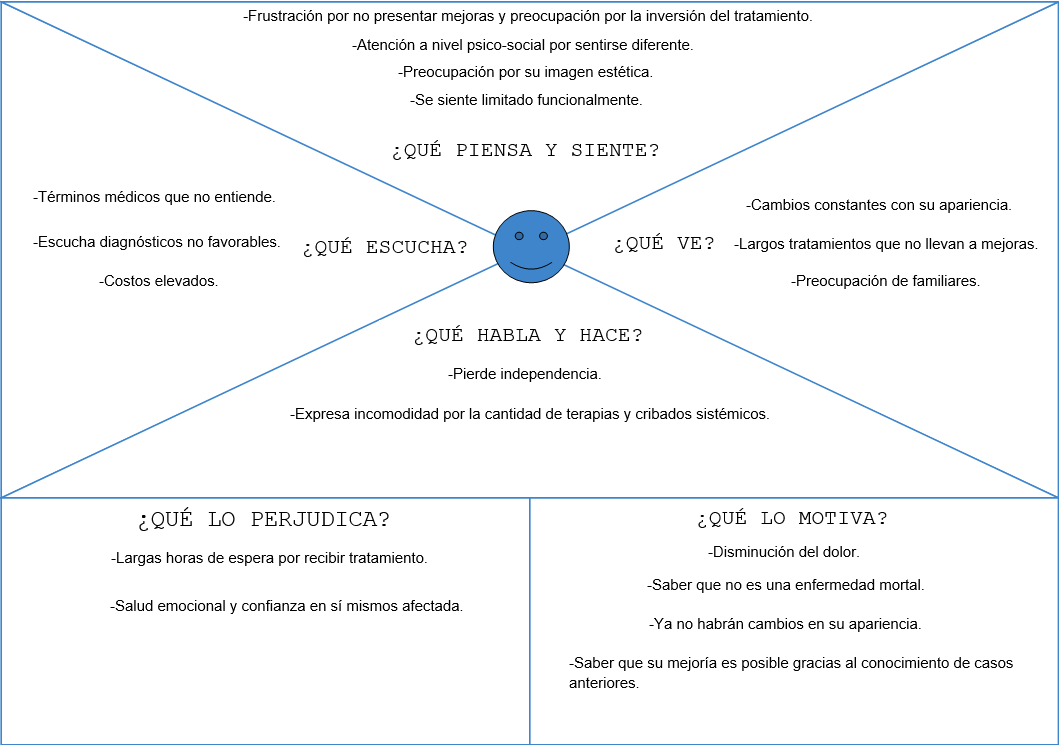 -Frustración por no presentar mejoras y preocupación por la inversión del tratamiento.
-Atención a nivel psico-social por sentirse diferente.
-Preocupación por su imagen estética.
-Se siente limitado funcionalmente.
¿QUÉ PIENSA Y SIENTE?
-Términos médicos que no entiende.
-Escucha diagnósticos no favorables.
-Costos elevados.
¿QUÉ ESCUCHA?
¿QUÉ VE?
-Cambios constantes con su apariencia.
-Largos tratamientos que no llevan a mejoras.
-Preocupación de familiares.
¿QUÉ HABLA Y HACE?
-Pierde independencia.
-Expresa incomodidad por la cantidad de terapias y cribados sistémicos.
¿QUÉ LO PERJUDICA?
-Largas horas de espera por recibir tratamiento.
-Salud emocional y confianza en sí mismos afectada.
¿QUÉ LO MOTIVA?
-Disminución del dolor.
-Saber que no es una enfermedad mortal.
-Ya no habrán cambios en su apariencia.
-Saber que su mejoría es posible gracias al conocimiento de casos
anteriores.